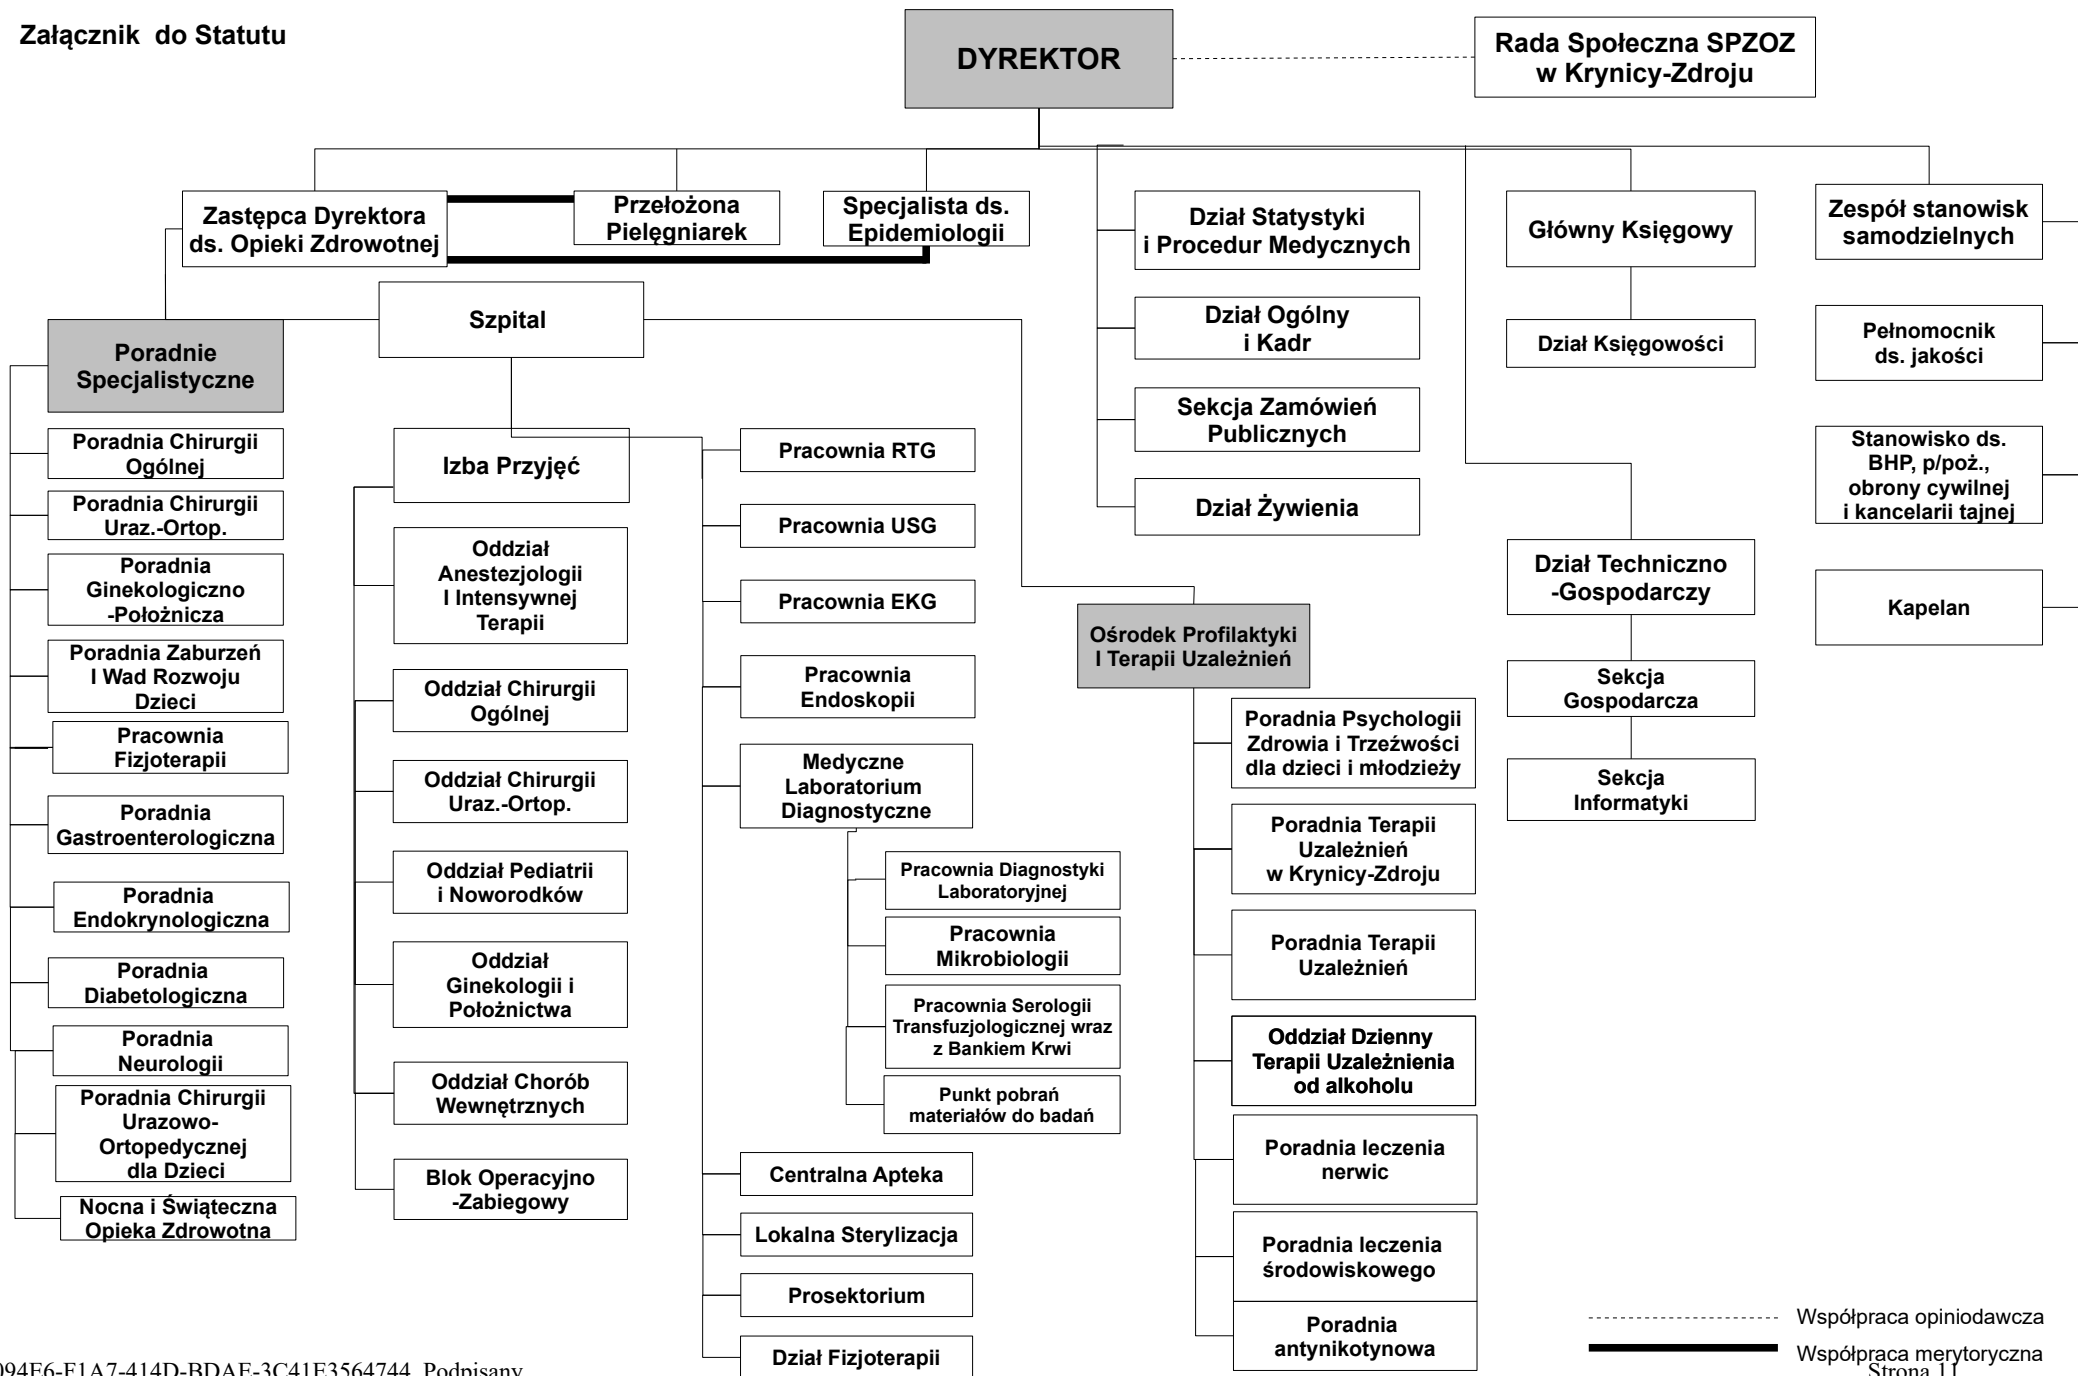 Załącznik do Statutu
DYREKTOR
Rada Społeczna SPZOZ
w Krynicy-Zdroju
Zastępca Dyrektora
ds. Opieki Zdrowotnej
Przełożona
Pielęgniarek
Specjalista ds.
Epidemiologii
Dział Statystyki
i Procedur Medycznych
Główny Księgowy
Zespół stanowisk
samodzielnych
Szpital
Poradnie
Specjalistyczne
Dział Ogólny
i Kadr
Dział Księgowości
Pełnomocnik
ds. jakości
Sekcja Zamówień
Publicznych
Stanowisko ds.
BHP, p/poż.,
obrony cywilnej
i kancelarii tajnej
Dział Żywienia
Dział Techniczno
-Gospodarczy
Kapelan
Sekcja
Gospodarcza
Sekcja
Informatyki
Poradnia Chirurgii
Ogólnej
Poradnia Chirurgii
Uraz.-Ortop.
Poradnia
Ginekologiczno
-Położnicza
Poradnia Zaburzeń
I Wad Rozwoju
Dzieci
Pracownia
Fizjoterapii
Poradnia
Gastroenterologiczna
Poradnia
Endokrynologiczna
Poradnia
Diabetologiczna
Poradnia
Neurologii
Poradnia Chirurgii
Urazowo-
Ortopedycznej
dla Dzieci
Nocna i Świąteczna
Opieka Zdrowotna
Izba Przyjęć
Oddział
Anestezjologii
I Intensywnej
Terapii
Oddział Chirurgii
Ogólnej
Oddział Chirurgii
Uraz.-Ortop.
Oddział Pediatrii
i Noworodków
Oddział
Ginekologii i
Położnictwa
Oddział Chorób
Wewnętrznych
Blok Operacyjno
-Zabiegowy
Pracownia RTG
Pracownia USG
Pracownia EKG
Pracownia
Endoskopii
Medyczne
Laboratorium
Diagnostyczne
Pracownia Diagnostyki
Laboratoryjnej
Pracownia
Mikrobiologii
Pracownia Serologii
Transfuzjologicznej wraz
z Bankiem Krwi
Punkt pobrań
materiałów do badań
Centralna Apteka
Lokalna Sterylizacja
Prosektorium
Dział Fizjoterapii
Ośrodek Profilaktyki
I Terapii Uzależnień
Poradnia Psychologii
Zdrowia i Trzeźwości
dla dzieci i młodzieży
Poradnia Terapii
Uzależnień
w Krynicy-Zdroju
Poradnia Terapii
Uzależnień
Oddział Dzienny
Terapii Uzależnienia
od alkoholu
Poradnia leczenia
nerwic
Poradnia leczenia
środowiskowego
Poradnia
antynikotynowa
Współpraca opiniodawcza
Współpraca merytoryczna
094E6-F1A7-414D-BDAE-3C41F3564744. Podpisany
Strona 11